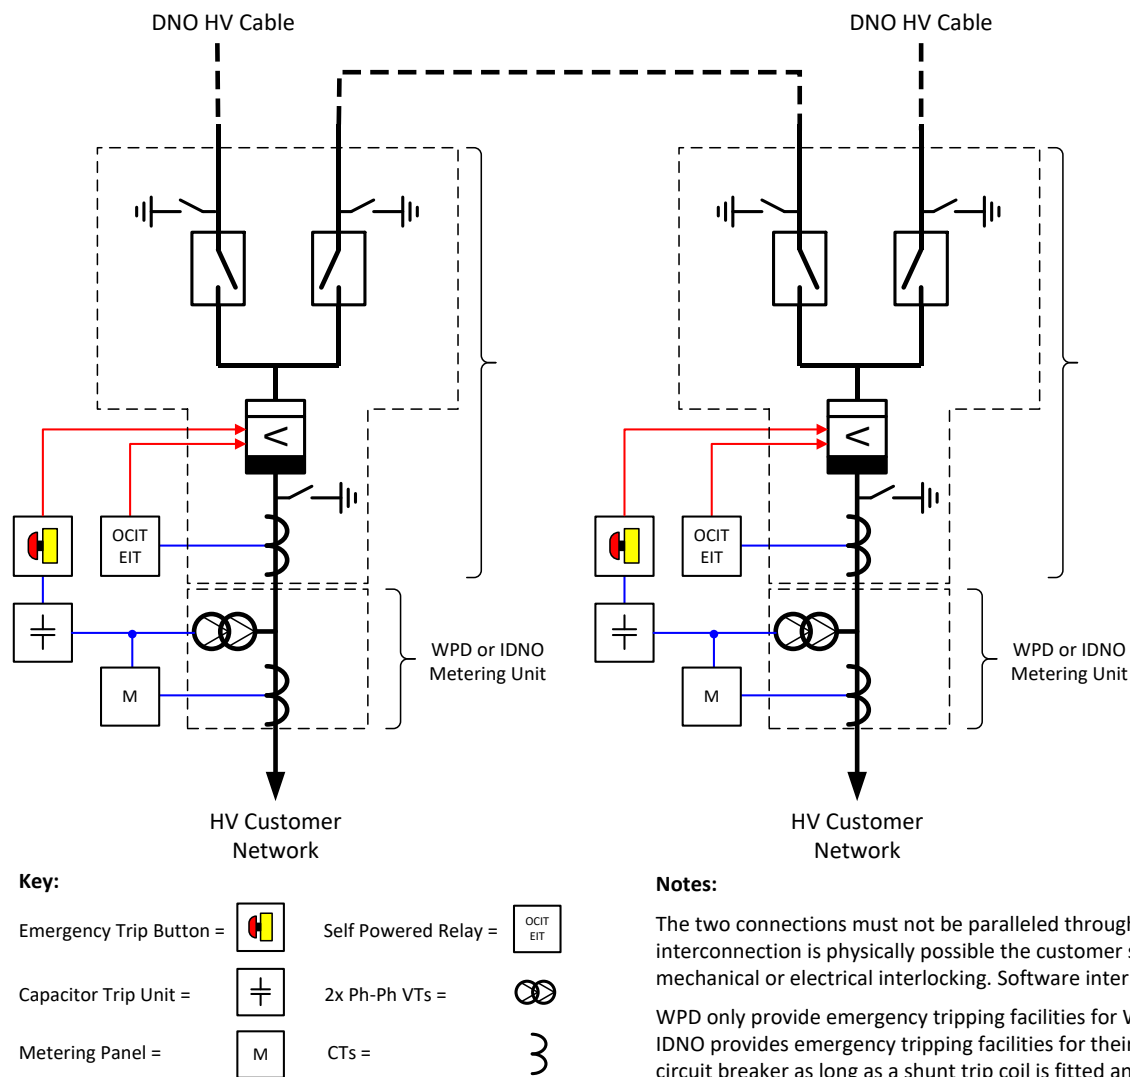 DNO HV Cable
DNO HV Cable
OCIT
EIT
OCIT
EIT
WPD or IDNO
Metering Unit
WPD or IDNO
Metering Unit
M
M
HV Customer
Network
HV Customer
Network
Key:
Emergency Trip Button =
Self Powered Relay =
OCIT
EIT
Capacitor Trip Unit =
2x Ph-Ph VTs =
Metering Panel =
M
CTs =
Notes:
The two connections must not be paralleled through
interconnection is physically possible the customer s
mechanical or electrical interlocking. Software inter
WPD only provide emergency tripping facilities for W
IDNO provides emergency tripping facilities for their
circuit breaker as long as a shunt trip coil is fitted an